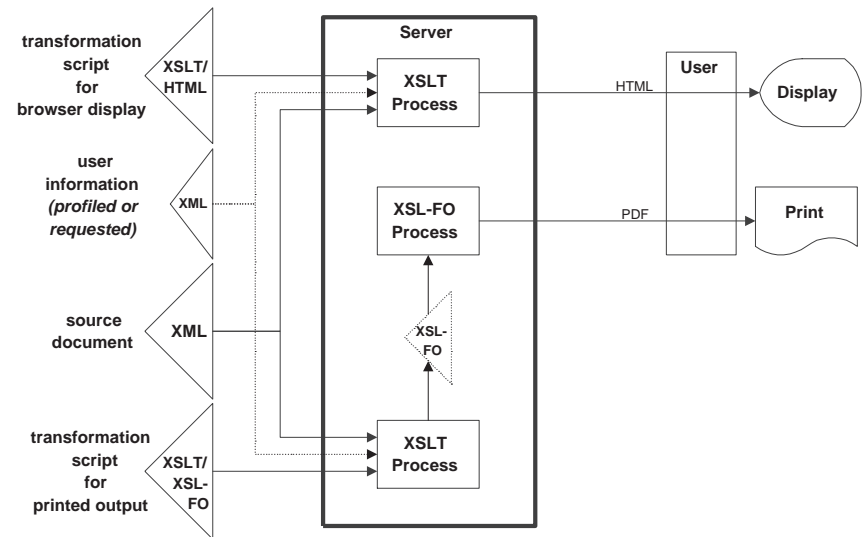 transformation
script
for
browser display
XSLT/
HTML
Server
XSLT
Process
HTML
User
Display
user
information
(profiled or
requested)
XML
XSL-FO
Process
PDF
Print
source
document
XML
XSL-
FO
transformation
script
for
printed output
XSLT/
XSL-
FO
XSLT
Process